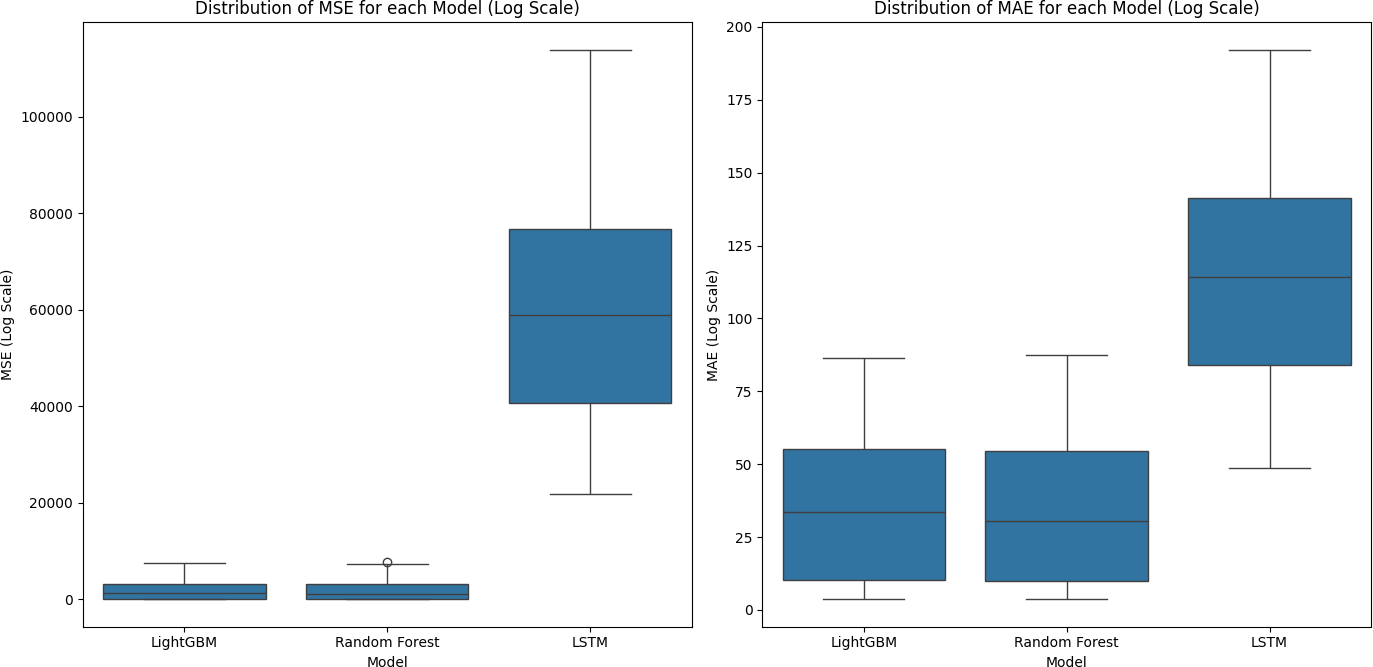 Distribution of MSE for each Model (Log Scale)
MSE (Log Scale)
100000
80000
60000
40000
20000
0
LightGBM Random Forest LSTM
Model
Distribution of MAE for each Model (Log Scale)
MAE (Log Scale)
200
175
150
125
100
75
50
25
0
LightGBM Random Forest LSTM
Model